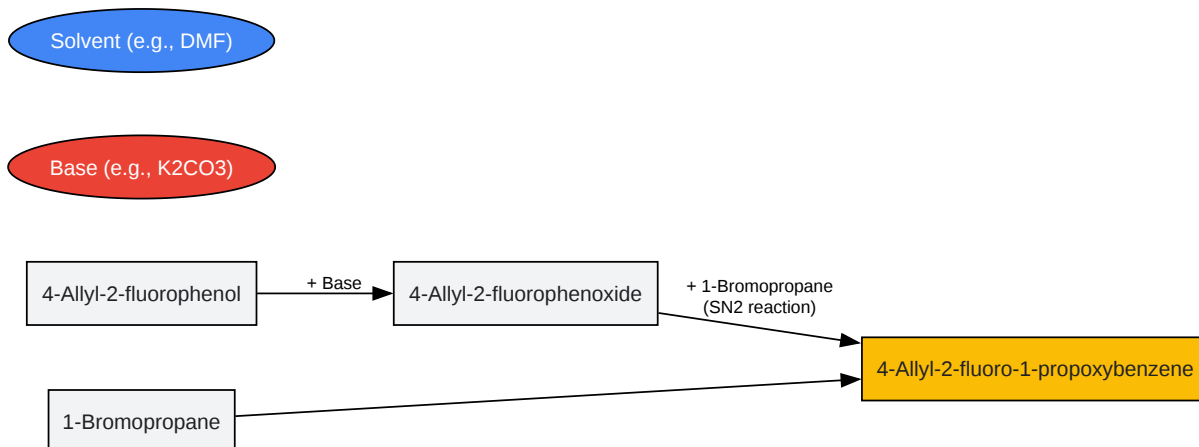 Solvent (e.g., DMF)
Base (e.g., K2CO3)
4-Allyl-2-fluorophenol
+ Base
4-Allyl-2-fluorophenoxide
+ 1-Bromopropane
(SN2 reaction)
4-Allyl-2-fluoro-1-propoxybenzene
1-Bromopropane